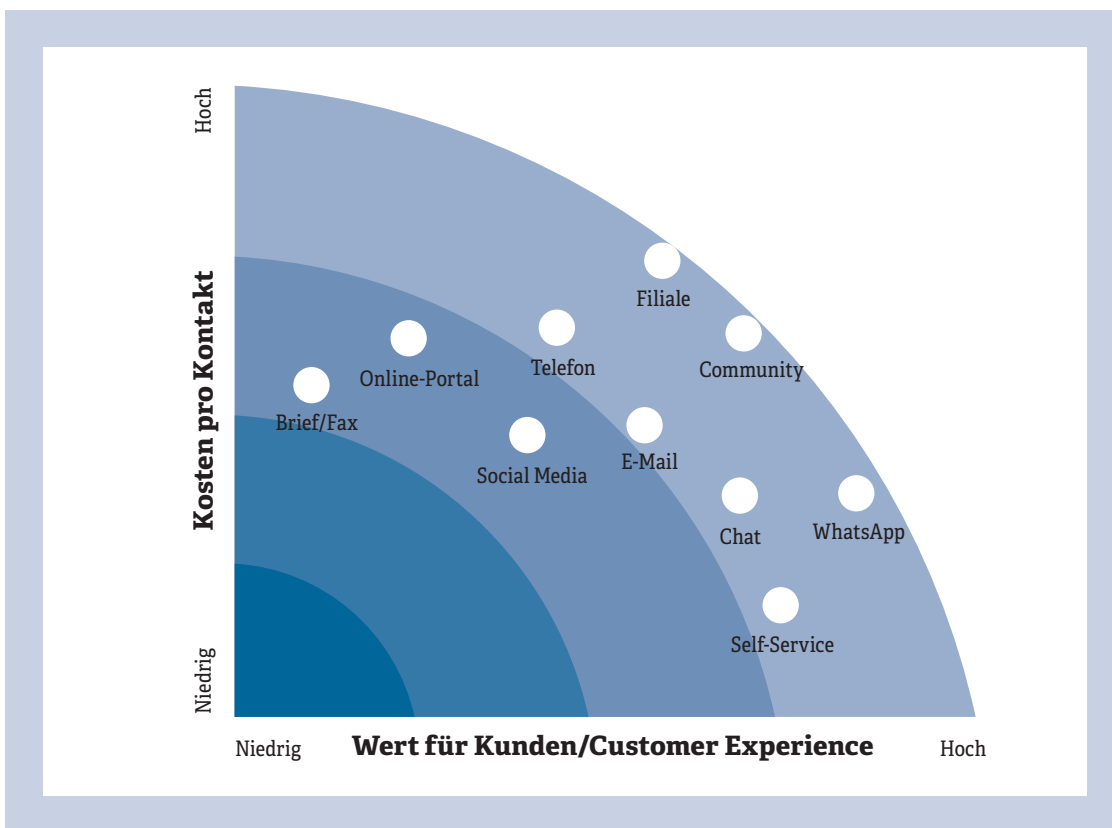 Hoch
Kosten pro Kontakt
Niedrig
Filiale
Telefon
Community
Online-Portal
Brief/Fax
E-Mail
Social Media
Chat
WhatsApp
Self-Service
Niedrig
Wert für Kunden/Customer Experience
Hoch